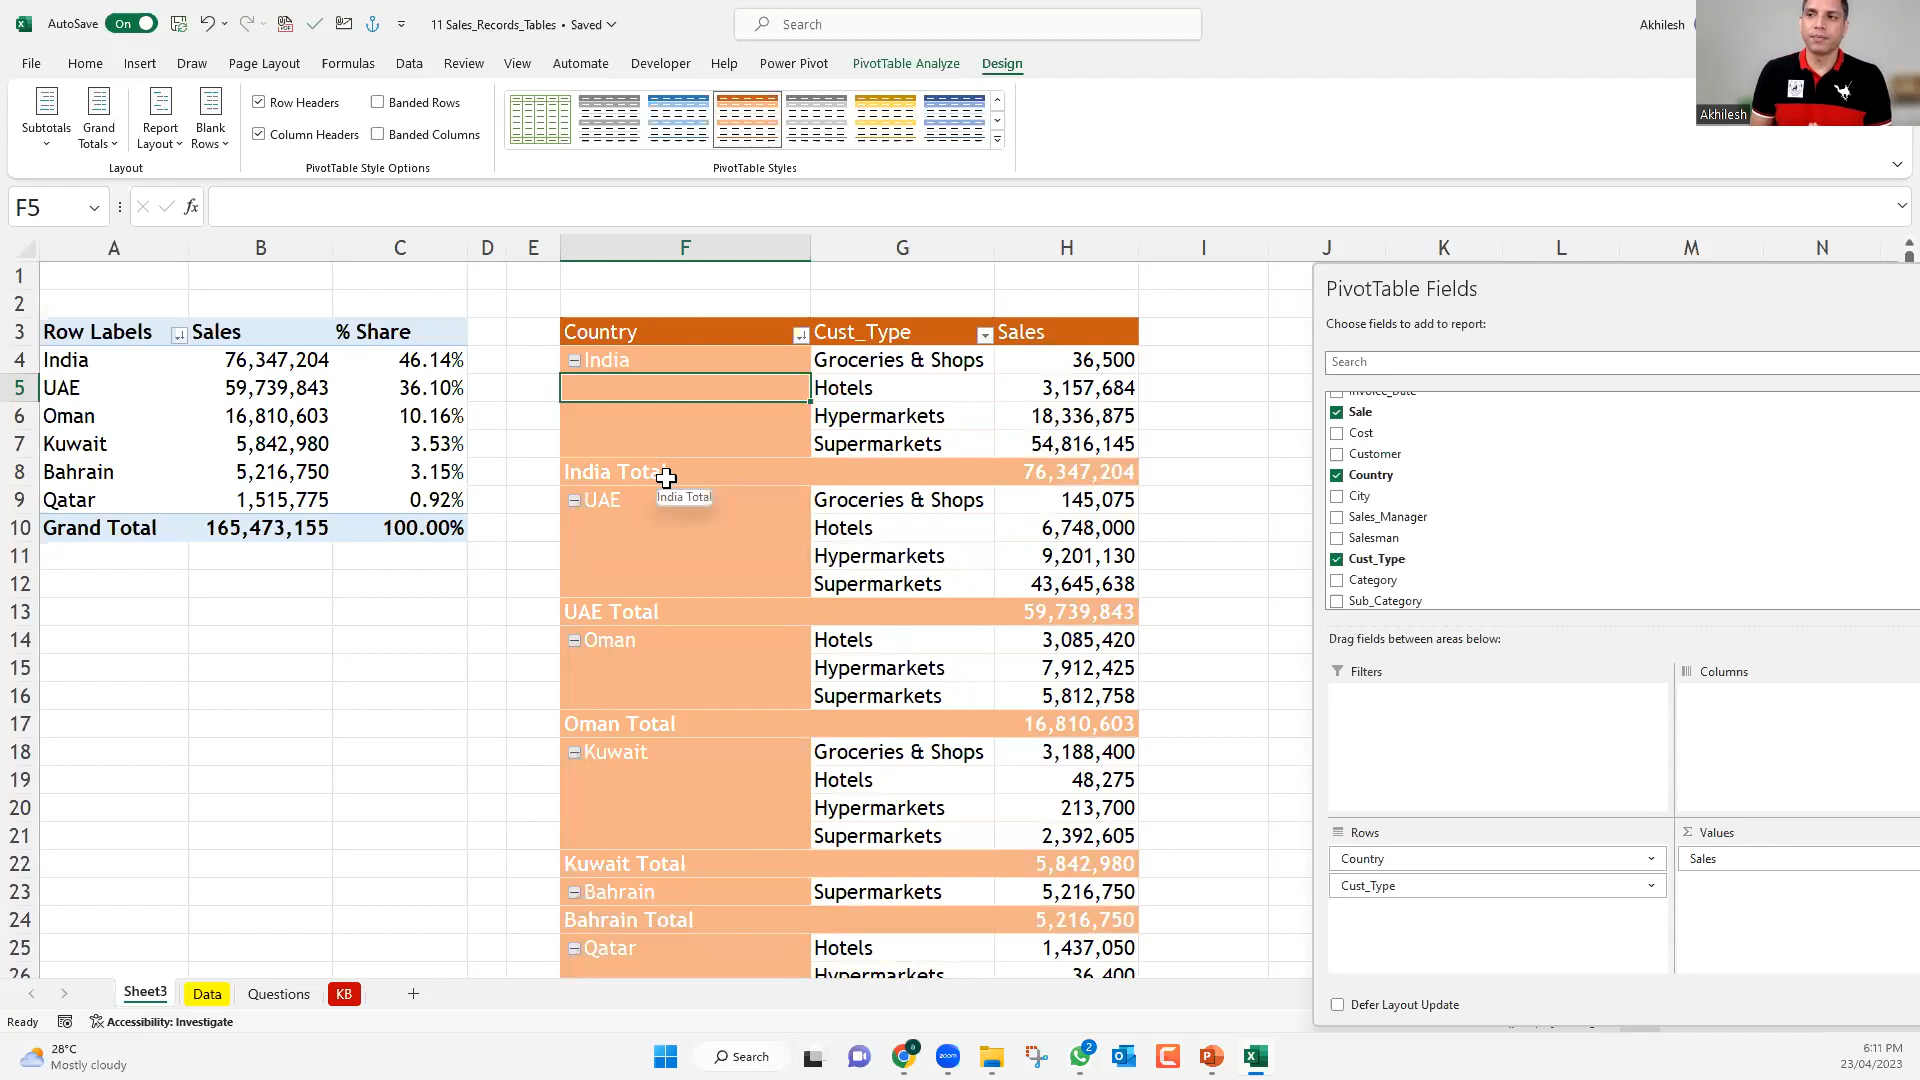 AutoSave On 11 Sales_Records_Tables • Saved Search Akhilesh
File Home Insert Draw Page Layout Formulas Data Review View Automate Developer Help Power Pivot PivotTable Analyze Design
Akhilesh
Subtotals Grand Totals Report Layout Blank Rows
Row Headers Banded Rows
Column Headers Banded Columns
Layout PivotTable Style Options PivotTable Styles
F5 fx
A B C D E F G H I J K L M N
1
2
3 Row Labels Sales % Share Country Cust_Type Sales
4 India 76,347,204 46.14% India Groceries & Shops 36,500
5 UAE 59,739,843 36.10% Hotels 3,157,684
6 Oman 16,810,603 10.16% Hypermarkets 18,336,875
7 Kuwait 5,842,980 3.53% Supermarkets 54,816,145
8 Bahrain 5,216,750 3.15% India Total 76,347,204
9 Qatar 1,515,775 0.92% UAE Groceries & Shops 145,075
India Total
10 Grand Total 165,473,155 100.00% Hotels 6,748,000
11 Hypermarkets 9,201,130
12 Supermarkets 43,645,638
13 UAE Total 59,739,843
14 Oman Hotels 3,085,420
15 Hypermarkets 7,912,425
16 Supermarkets 5,812,758
17 Oman Total 16,810,603
18 Kuwait Groceries & Shops 3,188,400
19 Hotels 48,275
20 Hypermarkets 213,700
21 Supermarkets 2,392,605
22 Kuwait Total 5,842,980
23 Bahrain Supermarkets 5,216,750
24 Bahrain Total 5,216,750
25 Qatar Hotels 1,437,050
26 Hypermarkets 36,400
PivotTable Fields
Choose fields to add to report:
Search
Invoice_Date
Sale
Cost
Customer
Country
City
Sales_Manager
Salesman
Cust_Type
Category
Sub_Category
Drag fields between areas below:
Filters Columns
Rows Values
Country Sales
Cust_Type
Defer Layout Update
Sheet3 Data Questions KB
Ready Accessibility: Investigate
28°C
Mostly cloudy
Search
a
zoom
2
6:11 PM
23/04/2023